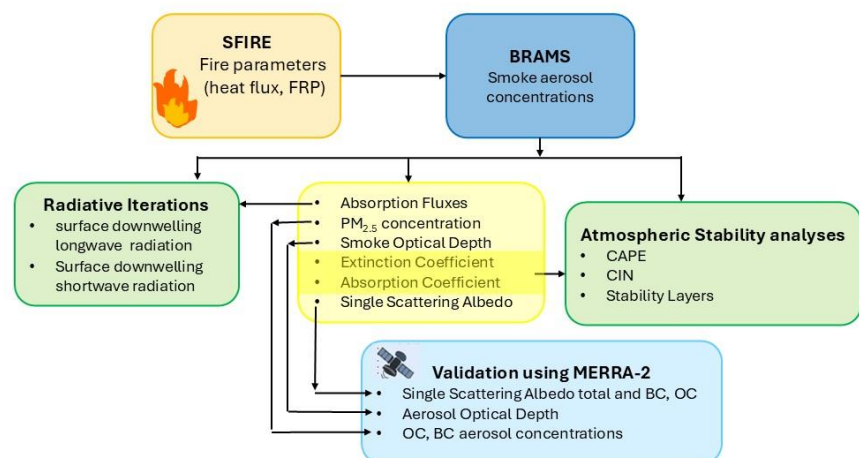 SFIRE
Fire parameters
(heat flux, FRP)
BRAMS
Smoke aerosol
concentrations
Radiative Iterations
• surface downwelling
longwave radiation
• Surface downwelling
shortwave radiation
• Absorption Fluxes
• PM2.5 concentration
• Smoke Optical Depth
• Extinction Coefficient
• Absorption Coefficient
• Single Scattering Albedo
Atmospheric Stability analyses
• CAPE
• CIN
• Stability Layers
Validation using MERRA-2
• Single Scattering Albedo total and BC, OC
• Aerosol Optical Depth
• OC, BC aerosol concentrations